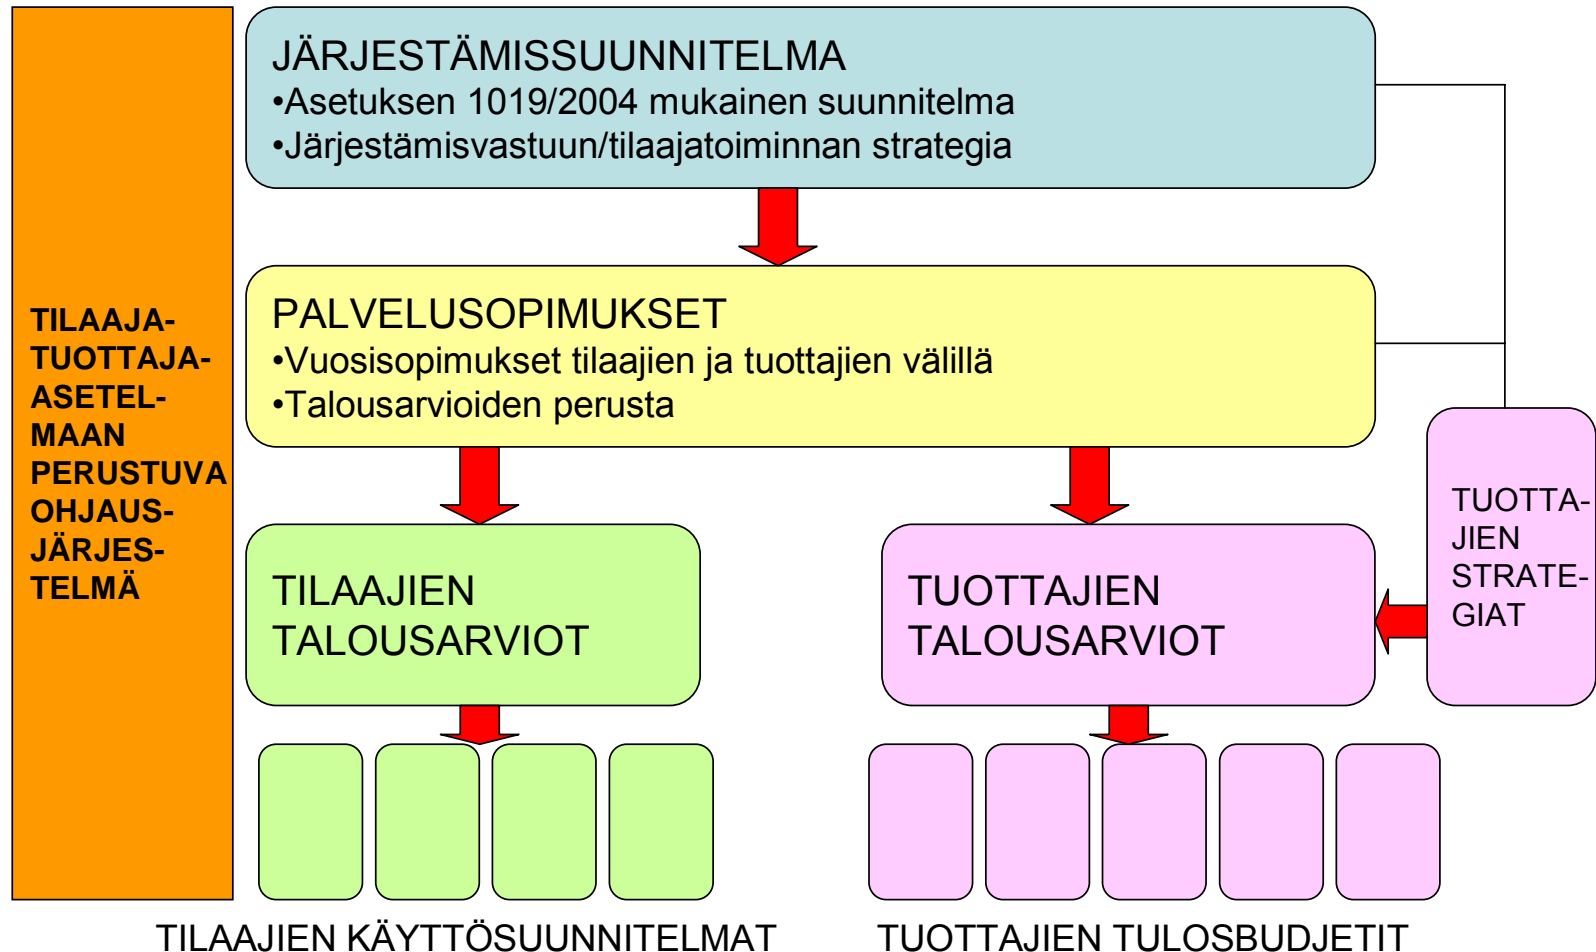 TILAAJA-
TUOTTAJA-
ASETEL-
MAAN
PERUSTUVA
OHJAUS-
JÄRJES-
TELMÄ
JÄRJESTÄMISSUUNNITELMA
•Asetuksen 1019/2004 mukainen suunnitelma
•Järjestämisvastuun/tilaajatoiminnan strategia
PALVELUSOPIMUKSET
•Vuosisopimukset tilaajien ja tuottajien välillä
•Talousarvioiden perusta
TILAAJIEN
TALOUSARVIOT
TUOTTAJIEN
TALOUSARVIOT
TUOTTA-
JIEN
STRATE-
GIAT
TILAAJIEN KÄYTTÖSUUNNITELMAT
TUOTTAJIEN TULOSBUDJETIT